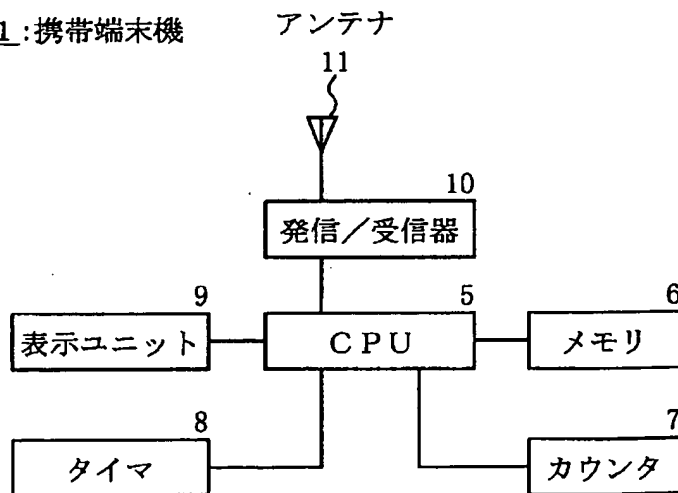 1:携帯端末機
アンテナ
11
10
発信／受信器
9
5
6
表示ユニット
CPU
メモリ
8
7
タイマ
カウンタ